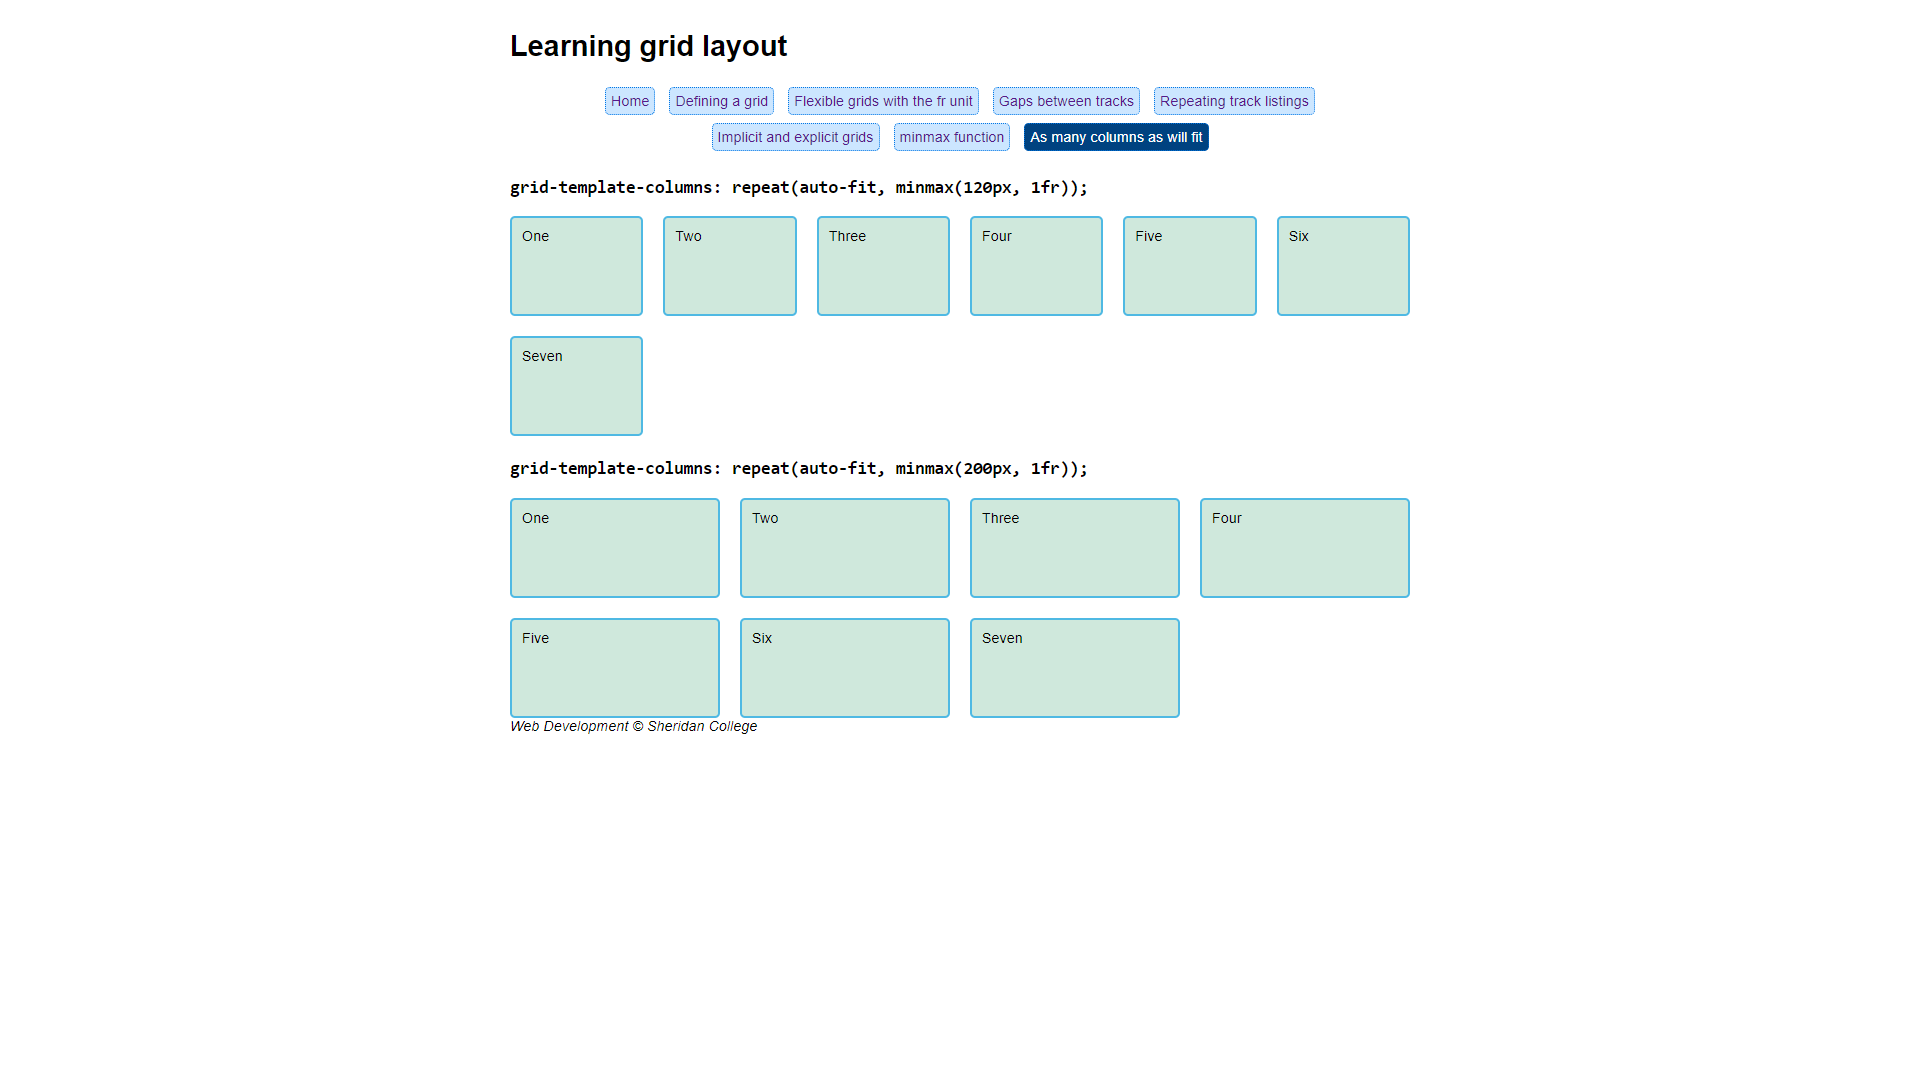 Learning grid layout
Home Defining a grid Flexible grids with the fr unit Gaps between tracks Repeating track listings
Implicit and explicit grids minmax function As many columns as will fit
grid-template-columns: repeat(auto-fit, minmax(120px, 1fr));
One Two Three Four Five Six
Seven
grid-template-columns: repeat(auto-fit, minmax(200px, 1fr));
One Two Three Four
Five Six Seven
Web Development © Sheridan College